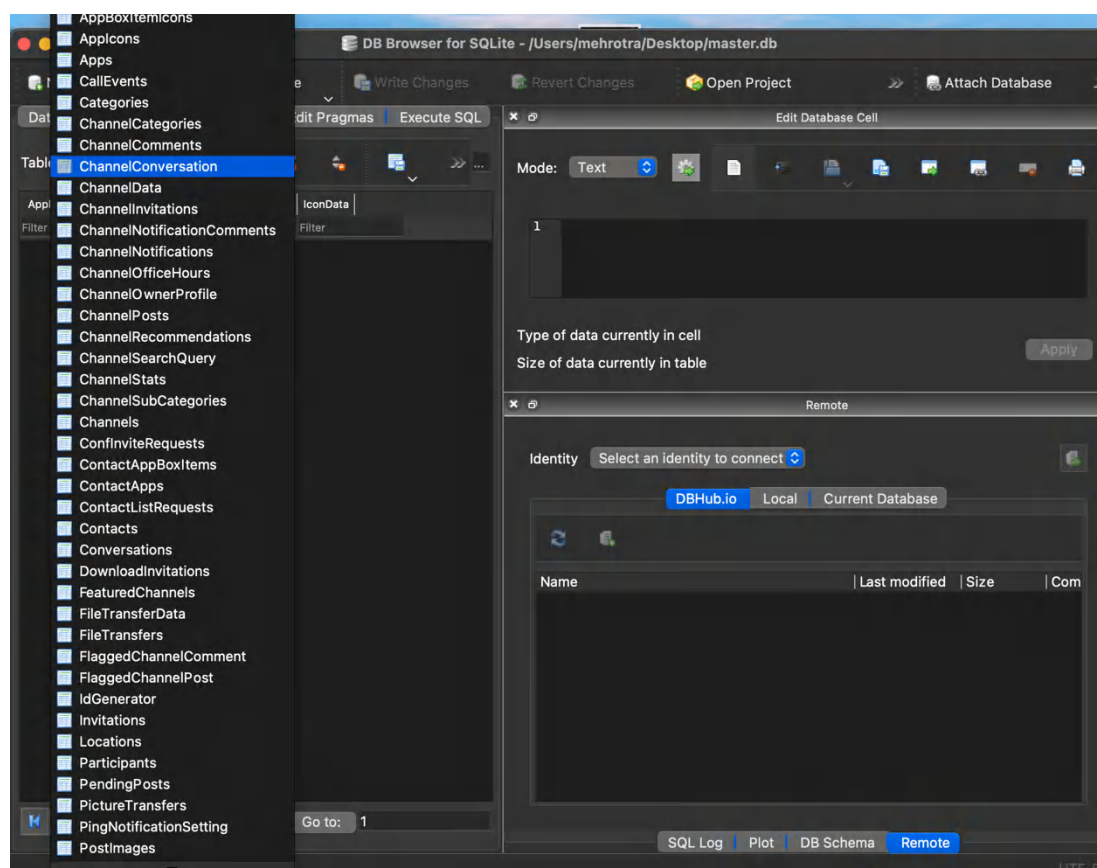 AppBoxItemIcons
AppIcons
Apps
CallEvents
Categories
ChannelCategories
ChannelComments
ChannelConversation
ChannelData
ChannelInvitations
ChannelNotificationComments
ChannelNotifications
ChannelOfficeHours
ChannelOwnerProfile
ChannelPosts
ChannelRecommendations
ChannelSearchQuery
ChannelStats
ChannelSubCategories
Channels
ConfInviteRequests
ContactAppBoxItems
ContactApps
ContactListRequests
Contacts
Conversations
DownloadInvitations
FeaturedChannels
FileTransferData
FileTransfers
FlaggedChannelComment
FlaggedChannelPost
IdGenerator
Invitations
Locations
Participants
PendingPosts
PictureTransfers
PingNotificationSetting
PostImages
DB Browser for SQLite - /Users/mehrotra/Desktop/master.db
Write Changes Revert Changes Open Project Attach Database
Dat dit Pragmas Execute SQL
Table
Appl IconData
Filter Filter
Go to: 1
Edit Database Cell
Mode: Text
1
Type of data currently in cell
Size of data currently in table
Apply
Remote
Identity Select an identity to connect
DBHub.io Local Current Database
Name Last modified Size Com
SQL Log Plot DB Schema Remote